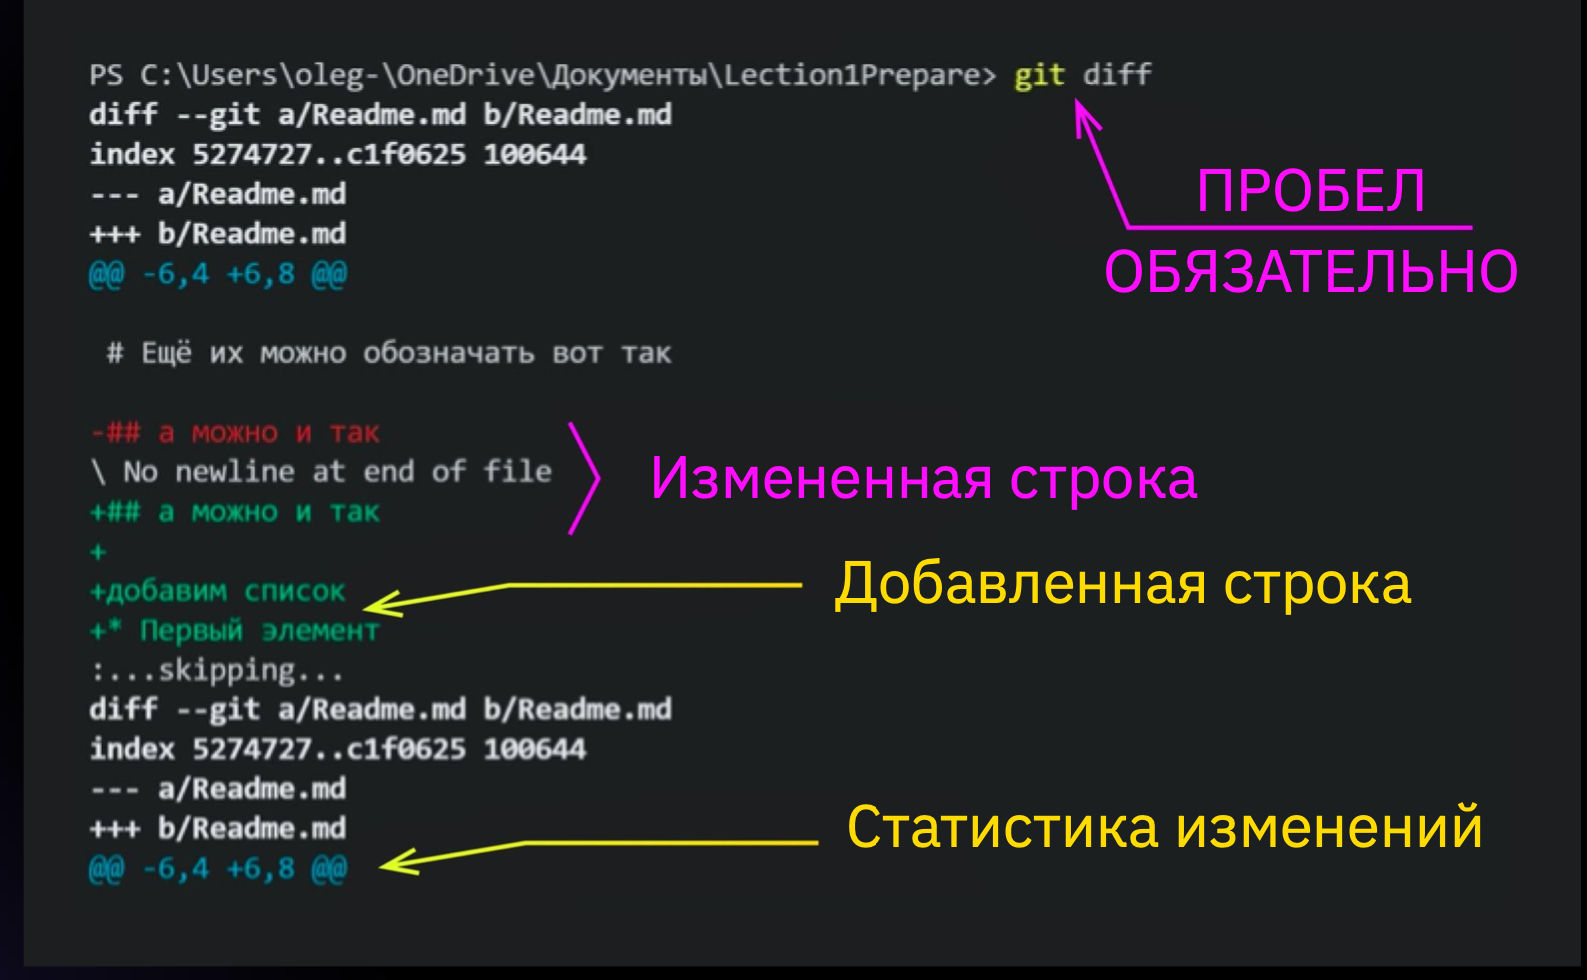 PS C:\Users\oleg-\OneDrive\Документы\Lection1Prepare> git diff
diff --git a/Readme.md b/Readme.md
index 5274727..c1f0625 100644
--- a/Readme.md
+++ b/Readme.md
@@ -6,4 +6,8 @@
ПРОБЕЛ
ОБЯЗАТЕЛЬНО
# Ещё их можно обозначать вот так
-## а можно и так
\ No newline at end of file
+## а можно и так
Измененная строка
+
+добавим список
Добавленная строка
+* Первый элемент
:...skipping...
diff --git a/Readme.md b/Readme.md
index 5274727..c1f0625 100644
--- a/Readme.md
+++ b/Readme.md
Статистика изменений
@@ -6,4 +6,8 @@